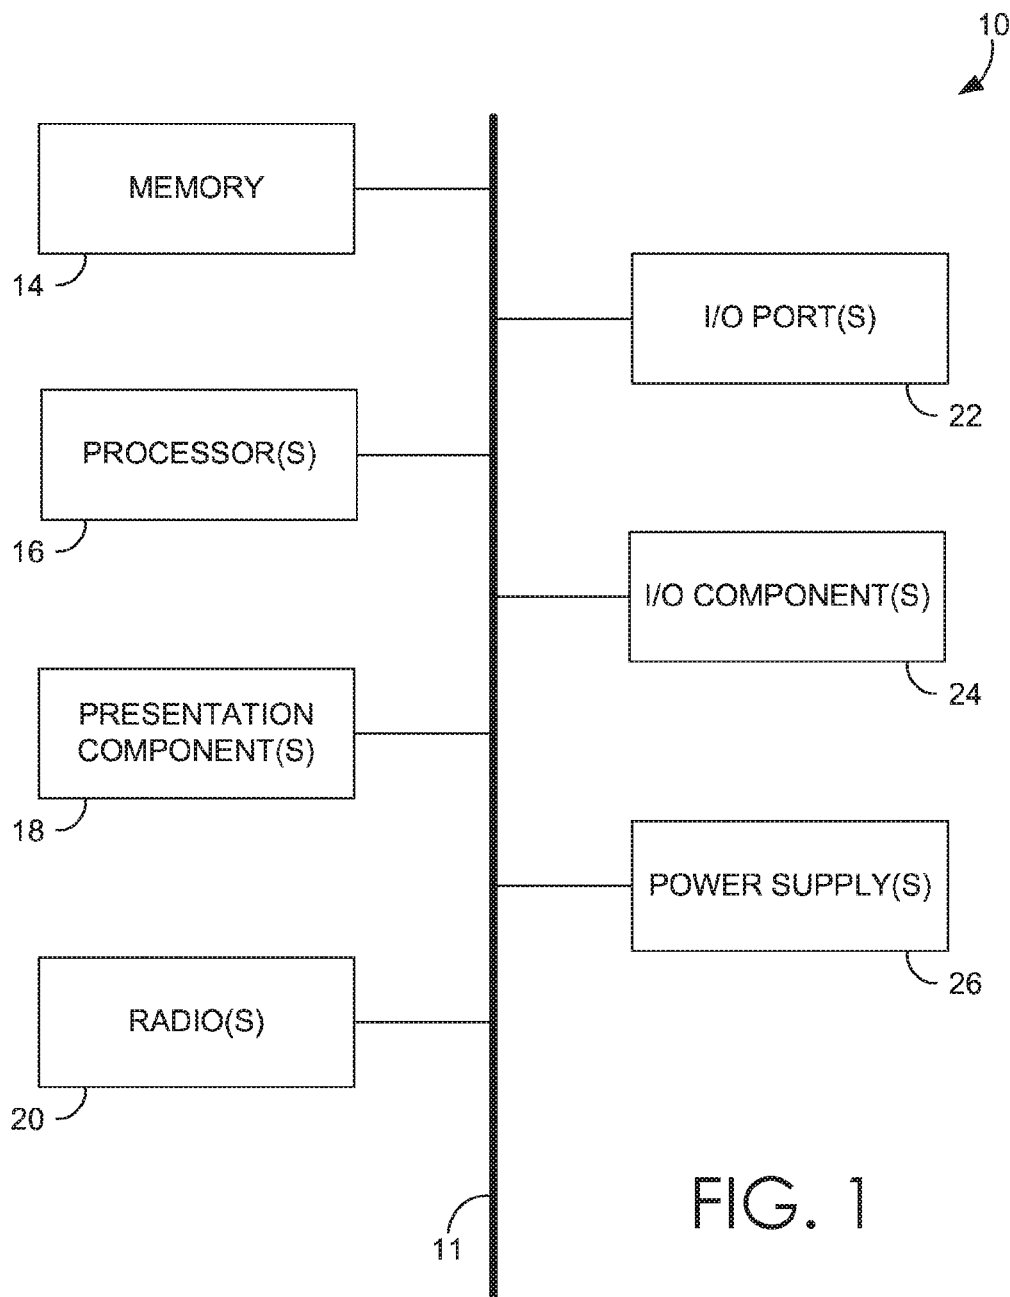 10
MEMORY
14
I/O PORT(S)
22
PROCESSOR(S)
16
I/O COMPONENT(S)
24
PRESENTATION
COMPONENT(S)
18
POWER SUPPLY(S)
26
RADIO(S)
20
11
FIG. 1